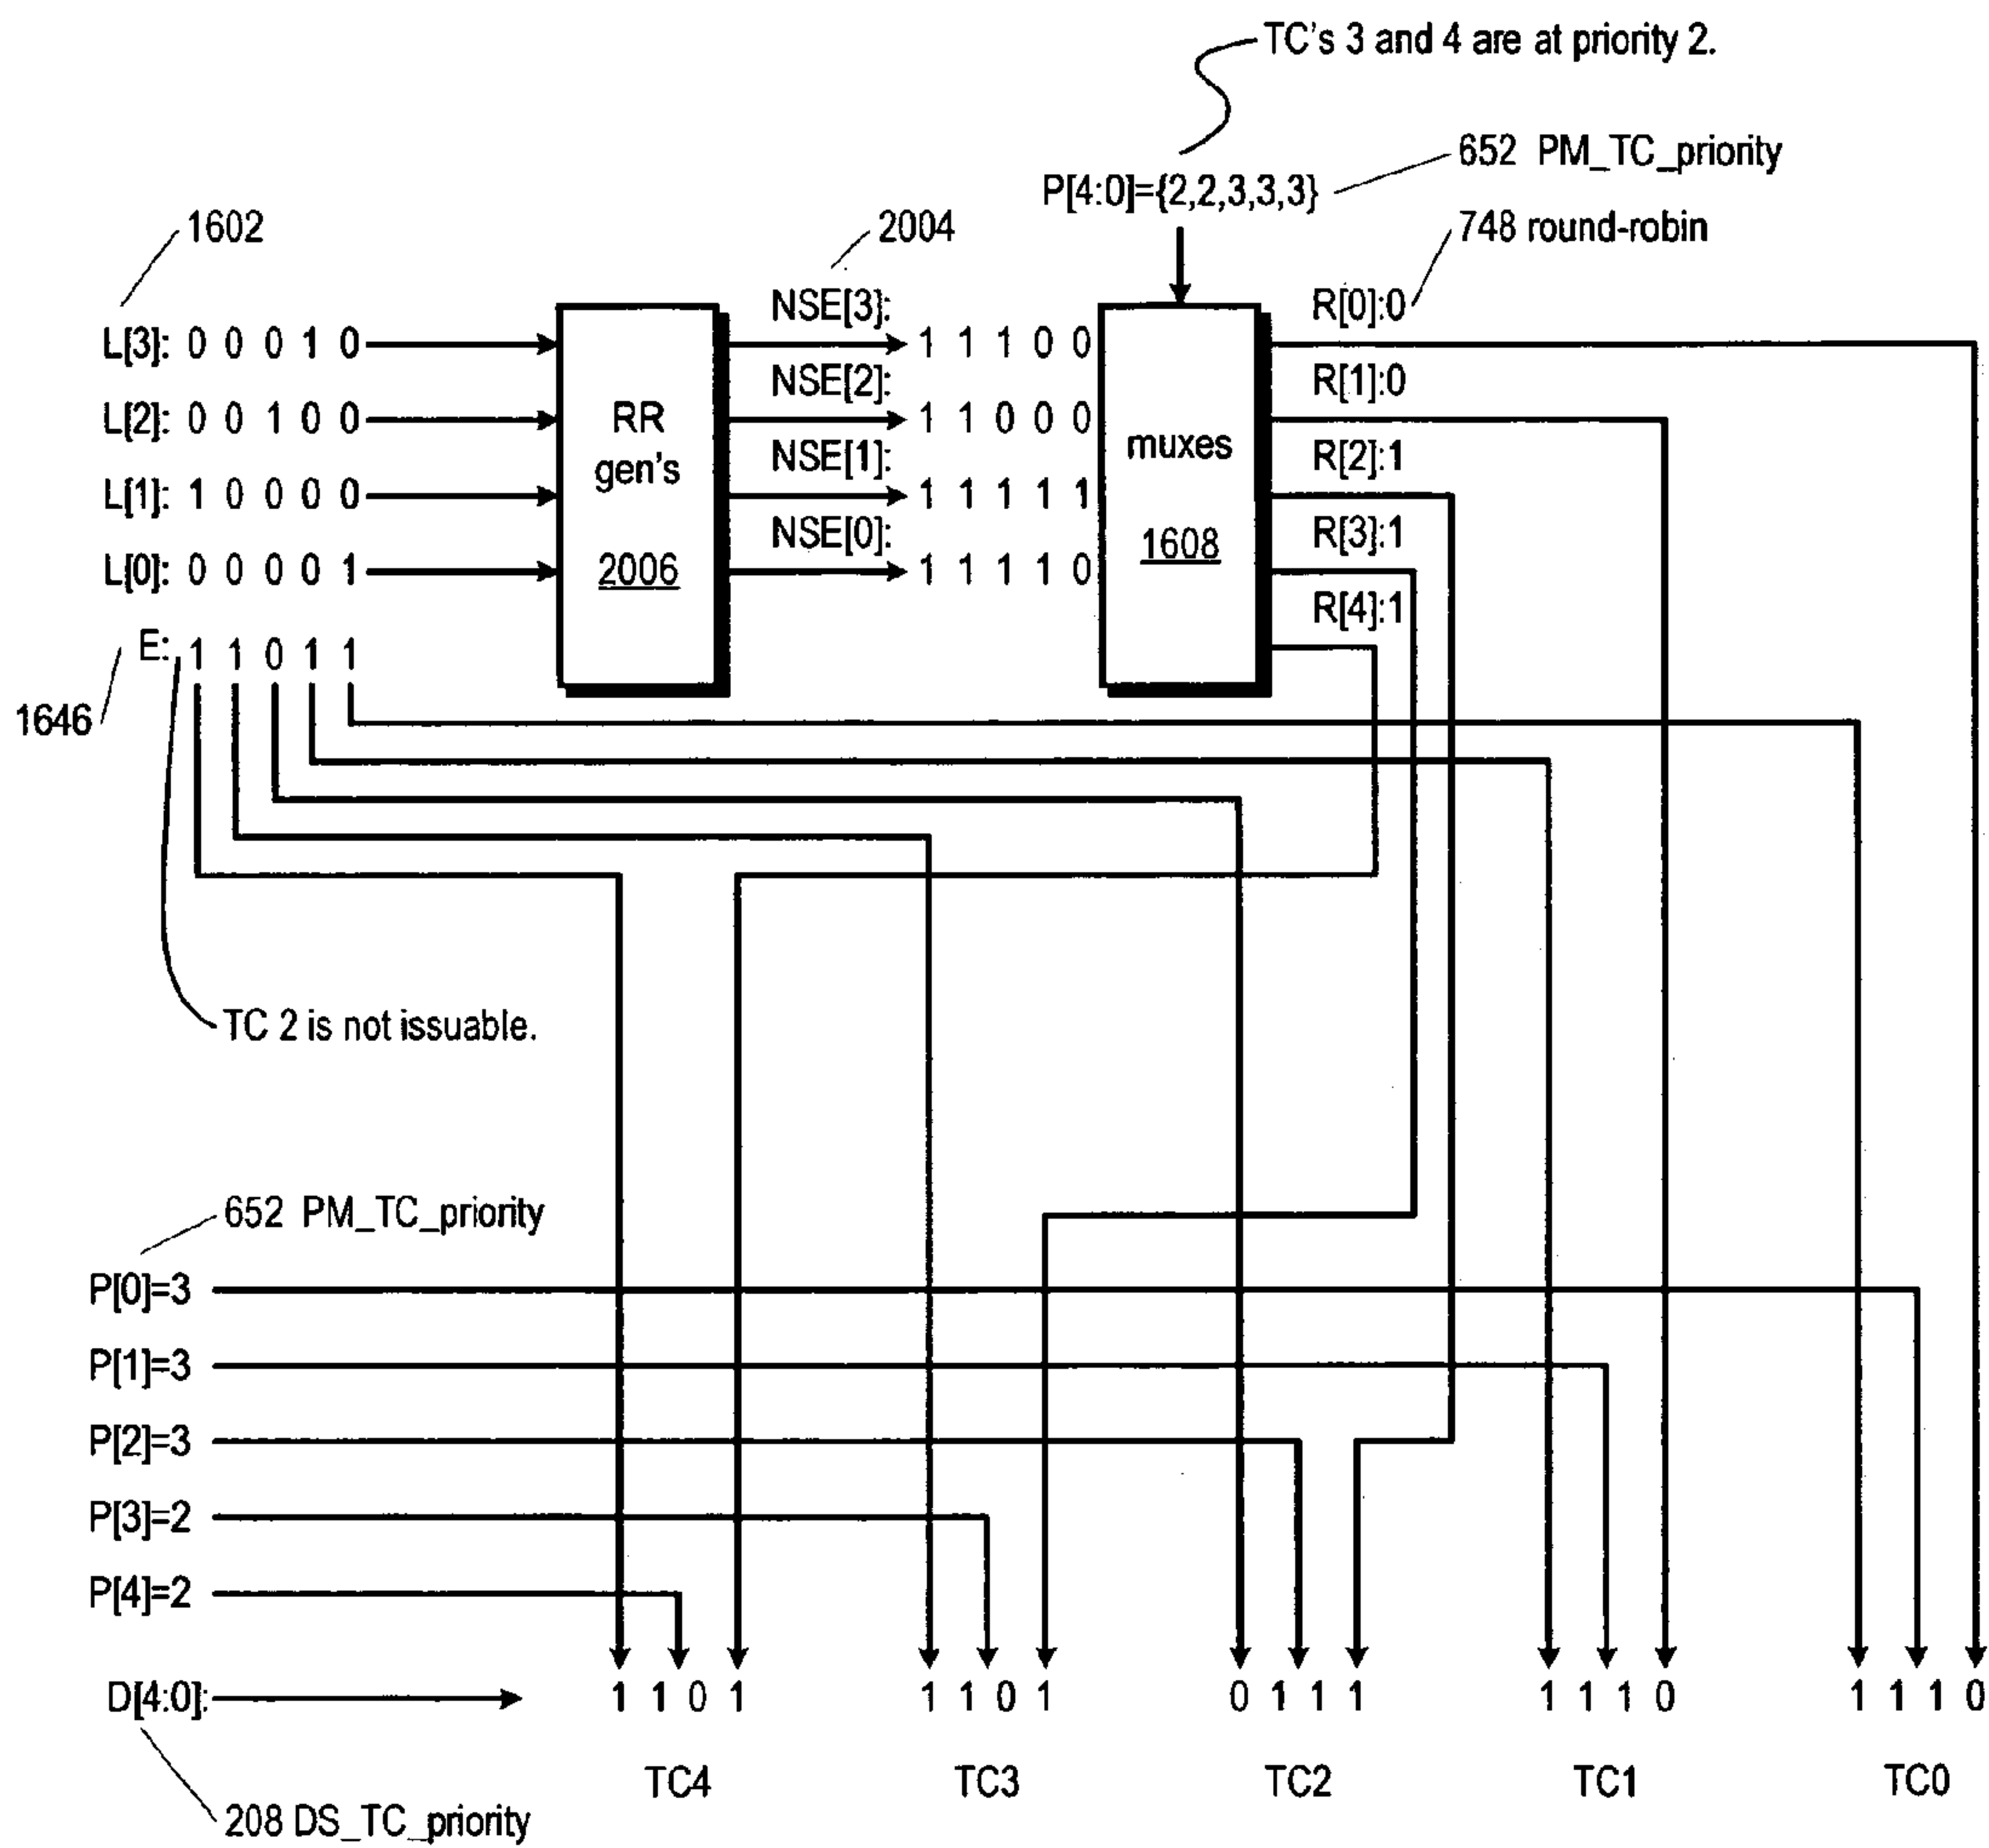 TC's 3 and 4 are at priority 2.
652 PM_TC_priority
P[4:0]={2,2,3,3,3}
1602
2004
748 round-robin
NSE[3]:
R[0]:0
L[3]: 0 0 0 1 0
1 1 1 0 0
NSE[2]:
R[1]:0
L[2]: 0 0 1 0 0
RR
1 1 0 0 0
muxes
NSE[1]:
R[2]:1
gen's
L[1]: 1 0 0 0 0
1 1 1 1 1
NSE[0]:
1608
R[3]:1
L[0]: 0 0 0 0 1
2006
1 1 1 1 0
R[4]:1
E: 1 1 0 1 1
1646
TC 2 is not issuable.
652 PM_TC_priority
P[0]=3
P[1]=3
P[2]=3
P[3]=2
P[4]=2
D[4:0]: 1 1 0 1 1 1 0 1 0 1 1 1 1 1 1 0 1 1 1 0
TC4 TC3 TC2 TC1 TC0
208 DS_TC_priority